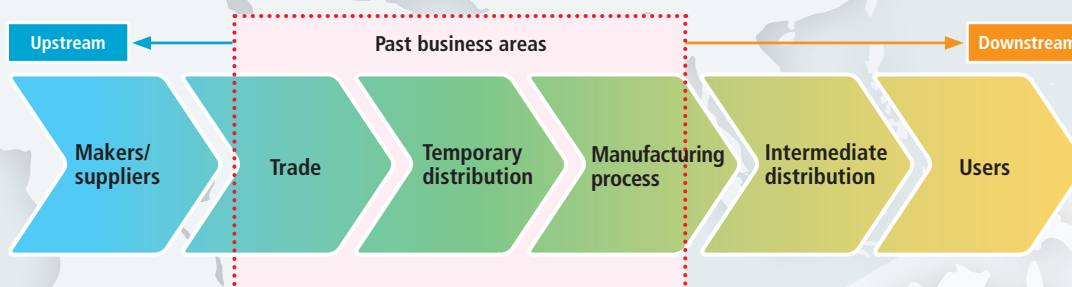 Upstream
Past business areas
Downstream
Makers/
suppliers
Trade
Temporary
distribution
Manufacturing
process
Intermediate
distribution
Users